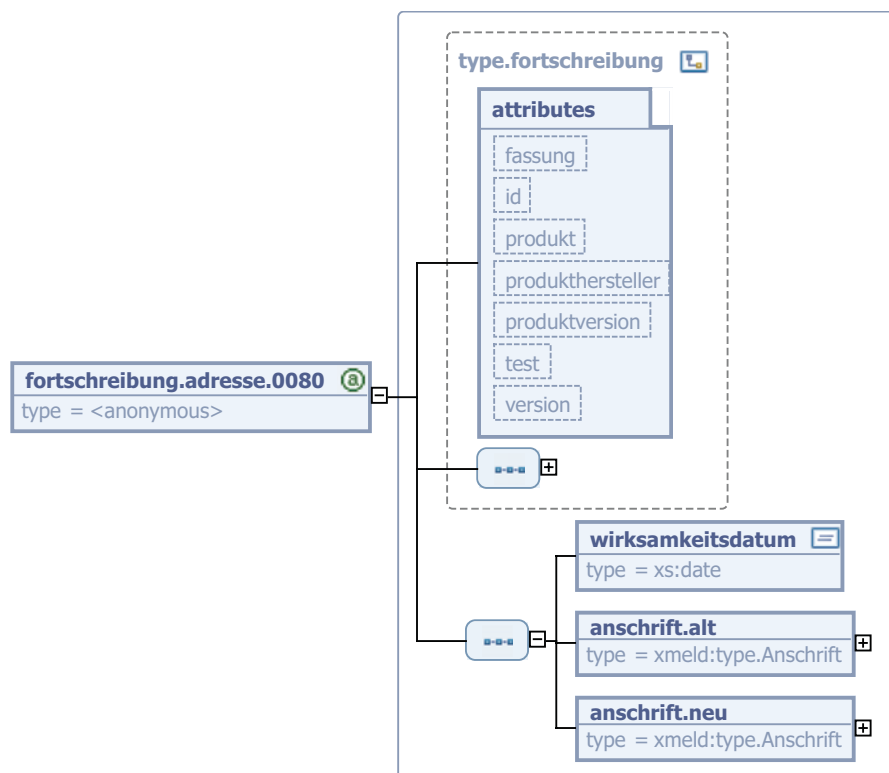 type.fortschreibung
attributes
fassung
id
produkt
produkthersteller
produktversion
test
version
fortschreibung.adresse.0080 a
type = <anonymous>
wirksamkeitsdatum
type = xs:date
anschrift.alt
type = xmeld:type.Anschrift
anschrift.neu
type = xmeld:type.Anschrift